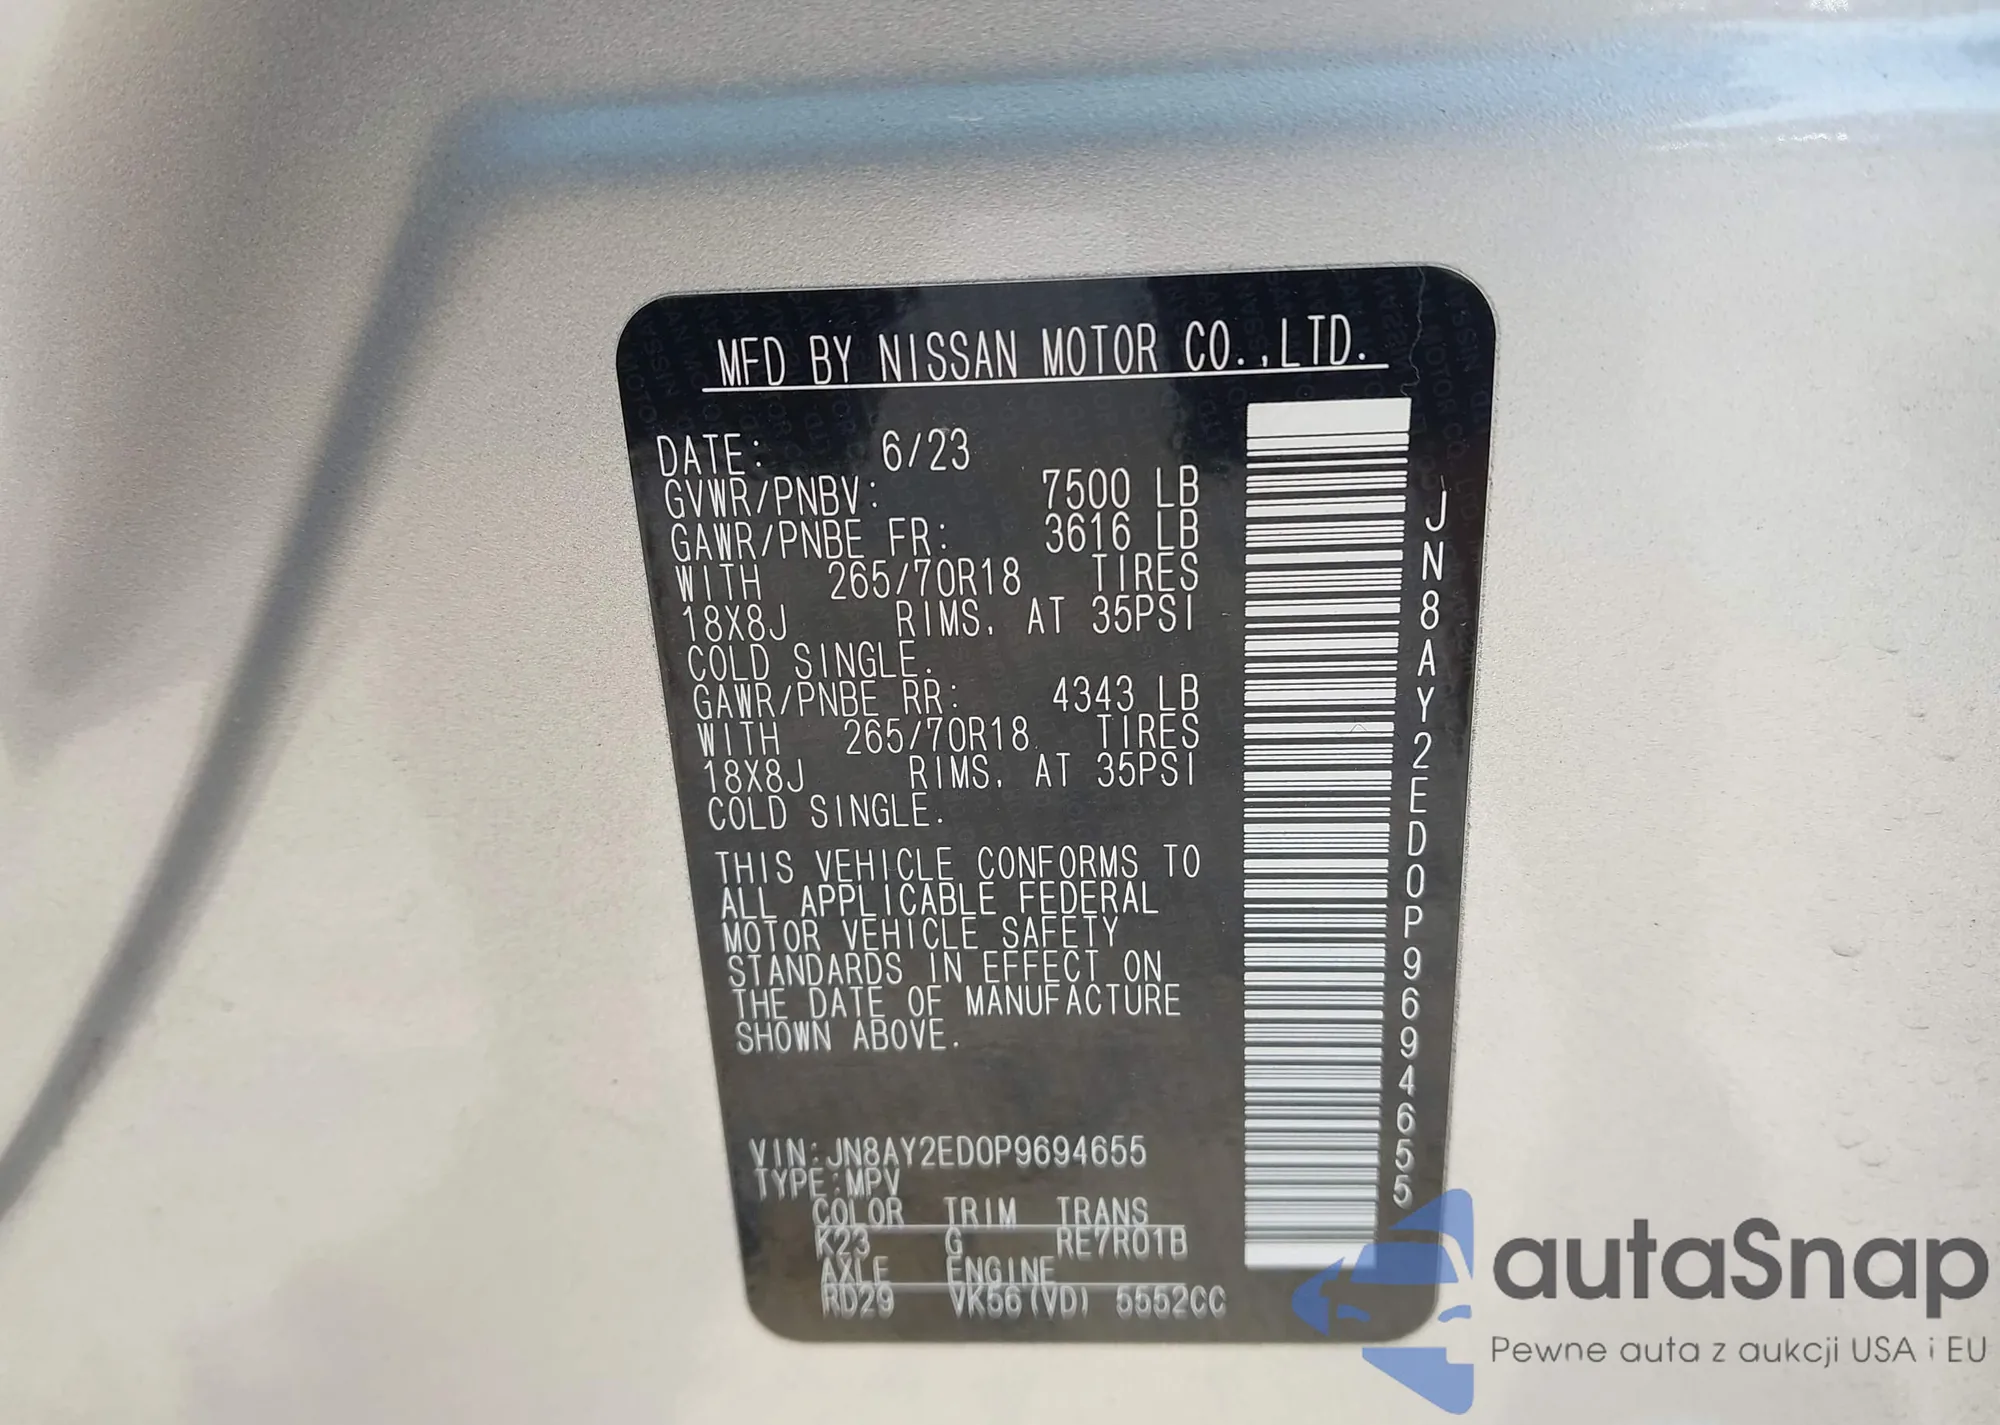 MFD BY NISSAN MOTOR CO.,LTD.
DATE: 6/23
GVWR/PNBV: 7500 LB
GAWR/PNBE FR: 3616 LB
WITH 265/70R18 TIRES
18X8J RIMS, AT 35PSI
COLD SINGLE.
GAWR/PNBE RR: 4343 LB
WITH 265/70R18 TIRES
18X8J RIMS, AT 35PSI
COLD SINGLE.
THIS VEHICLE CONFORMS TO
ALL APPLICABLE FEDERAL
MOTOR VEHICLE SAFETY
STANDARDS IN EFFECT ON
THE DATE OF MANUFACTURE
SHOWN ABOVE.
VIN:JN8AY2ED0P9694655
TYPE:MPV
COLOR TRIM TRANS
K23 G RE7R01B
AXLE ENGINE
RD29 VK56(VD) 5552CC
JN8AY2ED0P9694655
autaSnap
Pewne auta z aukcji USA i EU